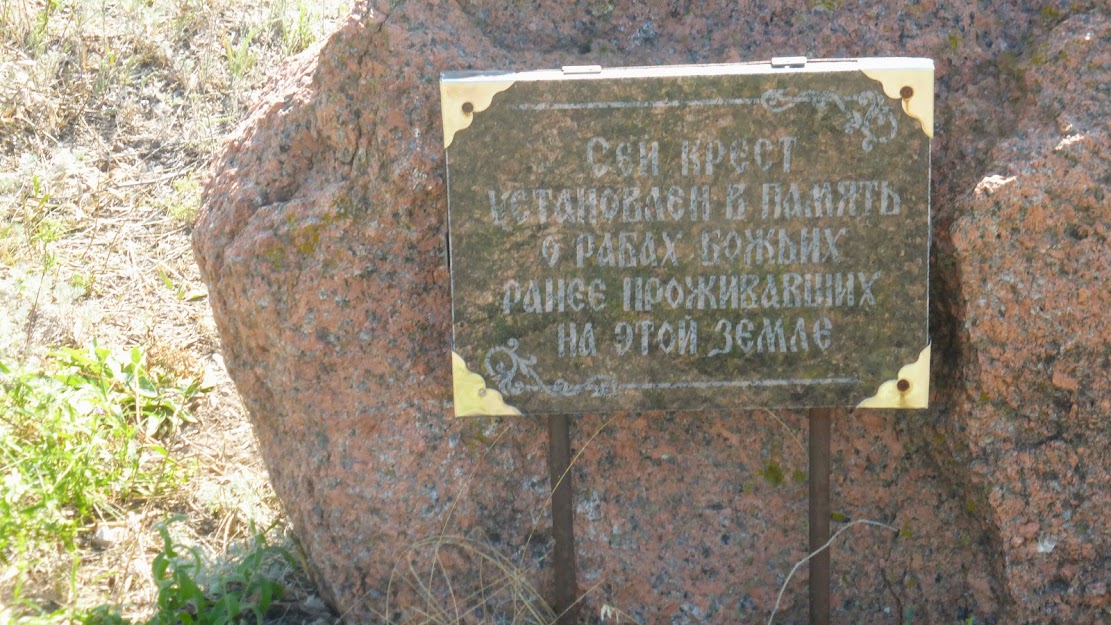 Сей крест
установлен в память
о рабах божьих
ранее проживавших
на этой земле